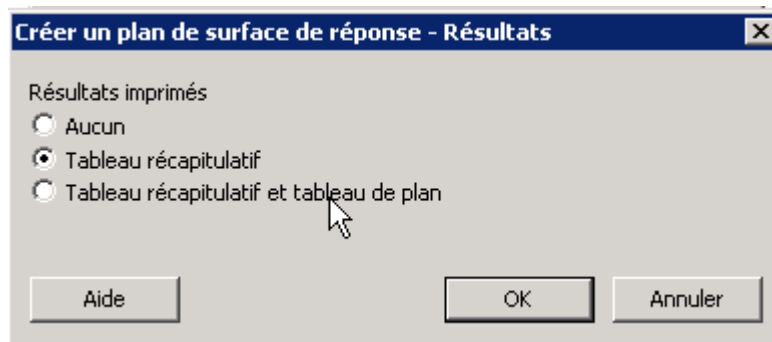 Créer un plan de surface de réponse - Résultats
Résultats imprimés
Aucun
Tableau récapitulatif
Tableau récapitulatif et tableau de plan
Aide
OK
Annuler